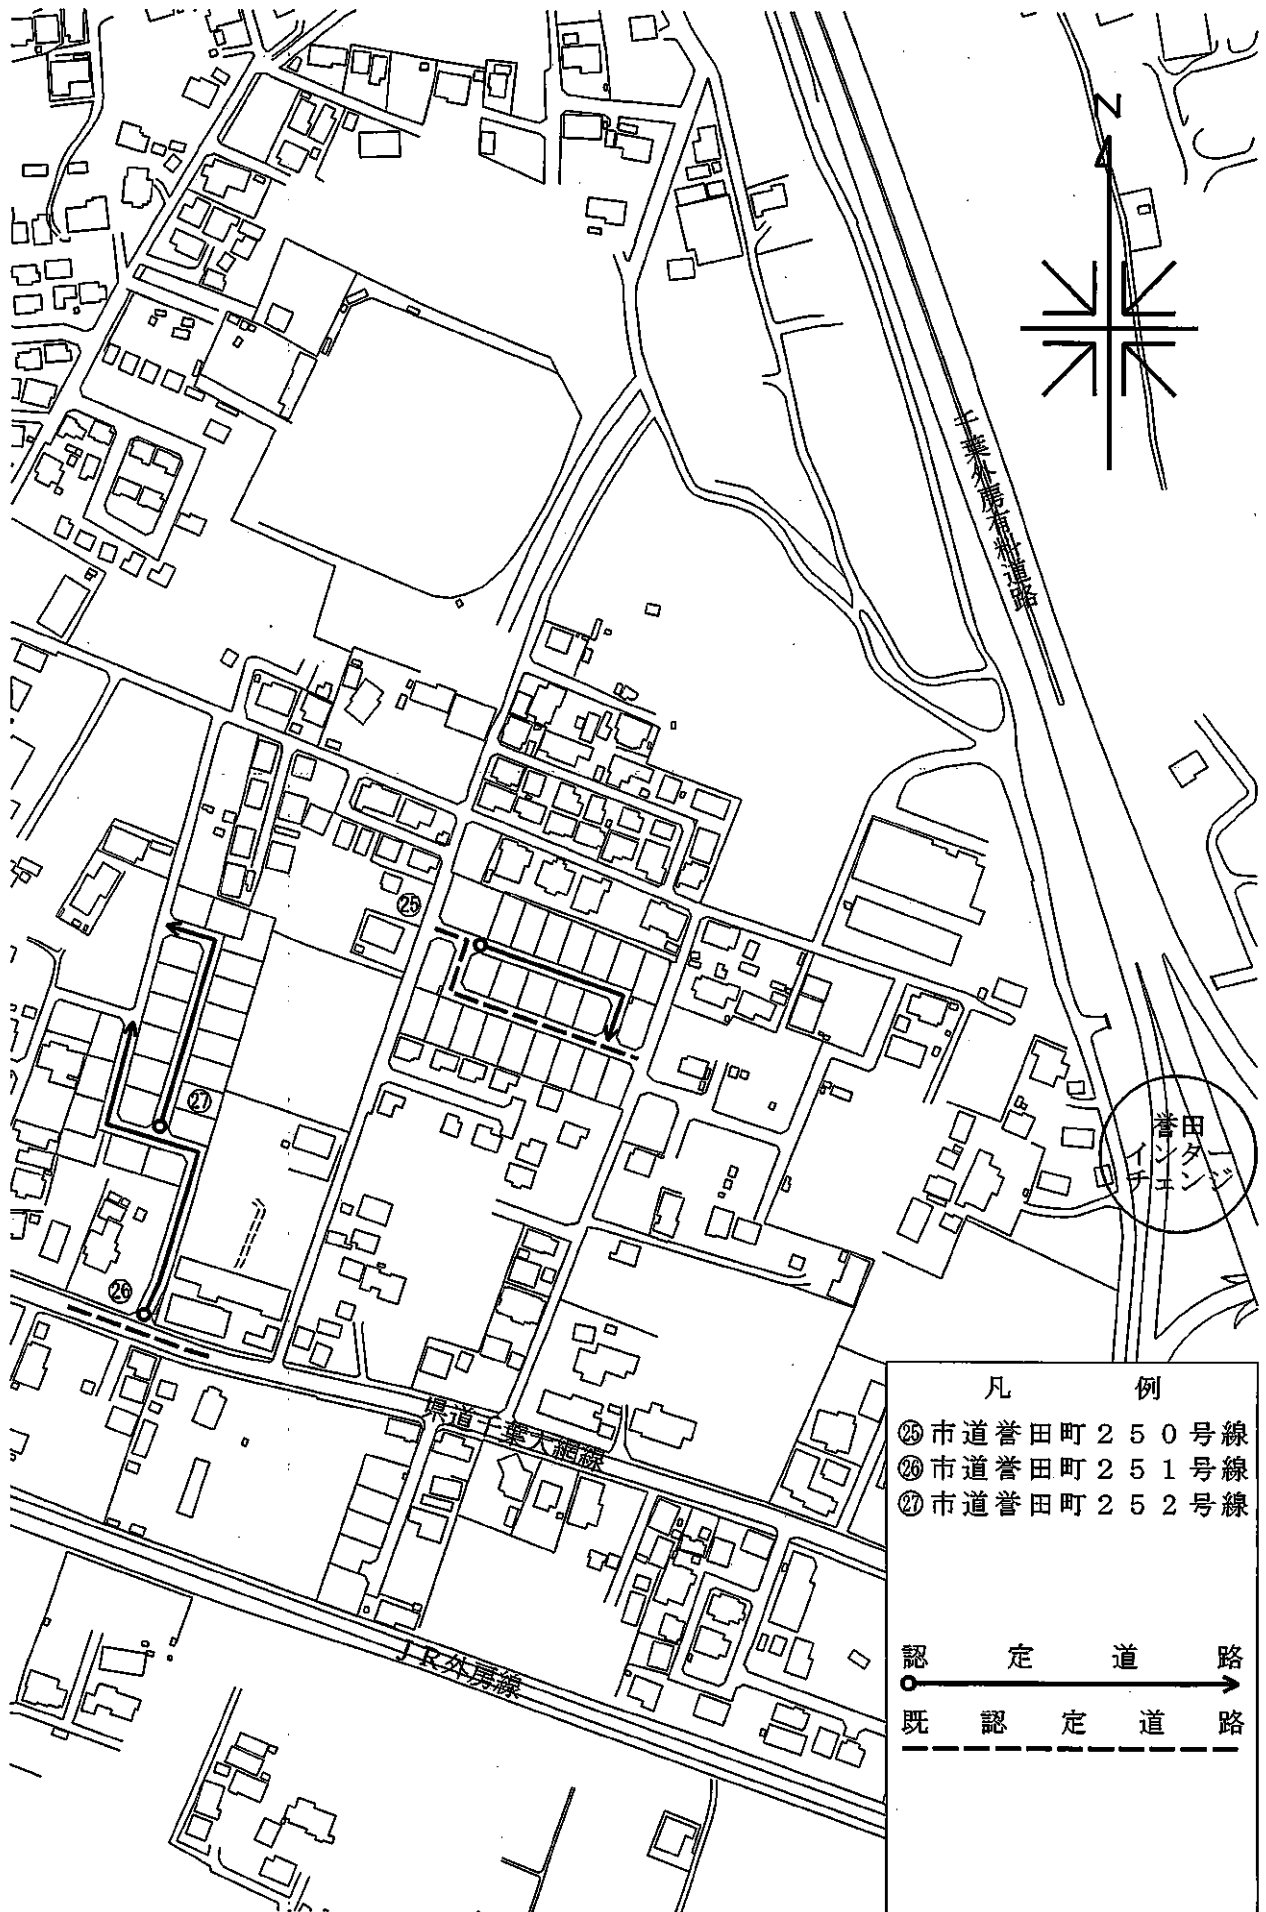 N
千葉外房有料道路
㉕
㉗
㉖
誉田
インター
チェンジ
県道千葉大網線
JR外房線
凡例
㉕市道誉田町250号線
㉖市道誉田町251号線
㉗市道誉田町252号線
認定道路
既認定道路